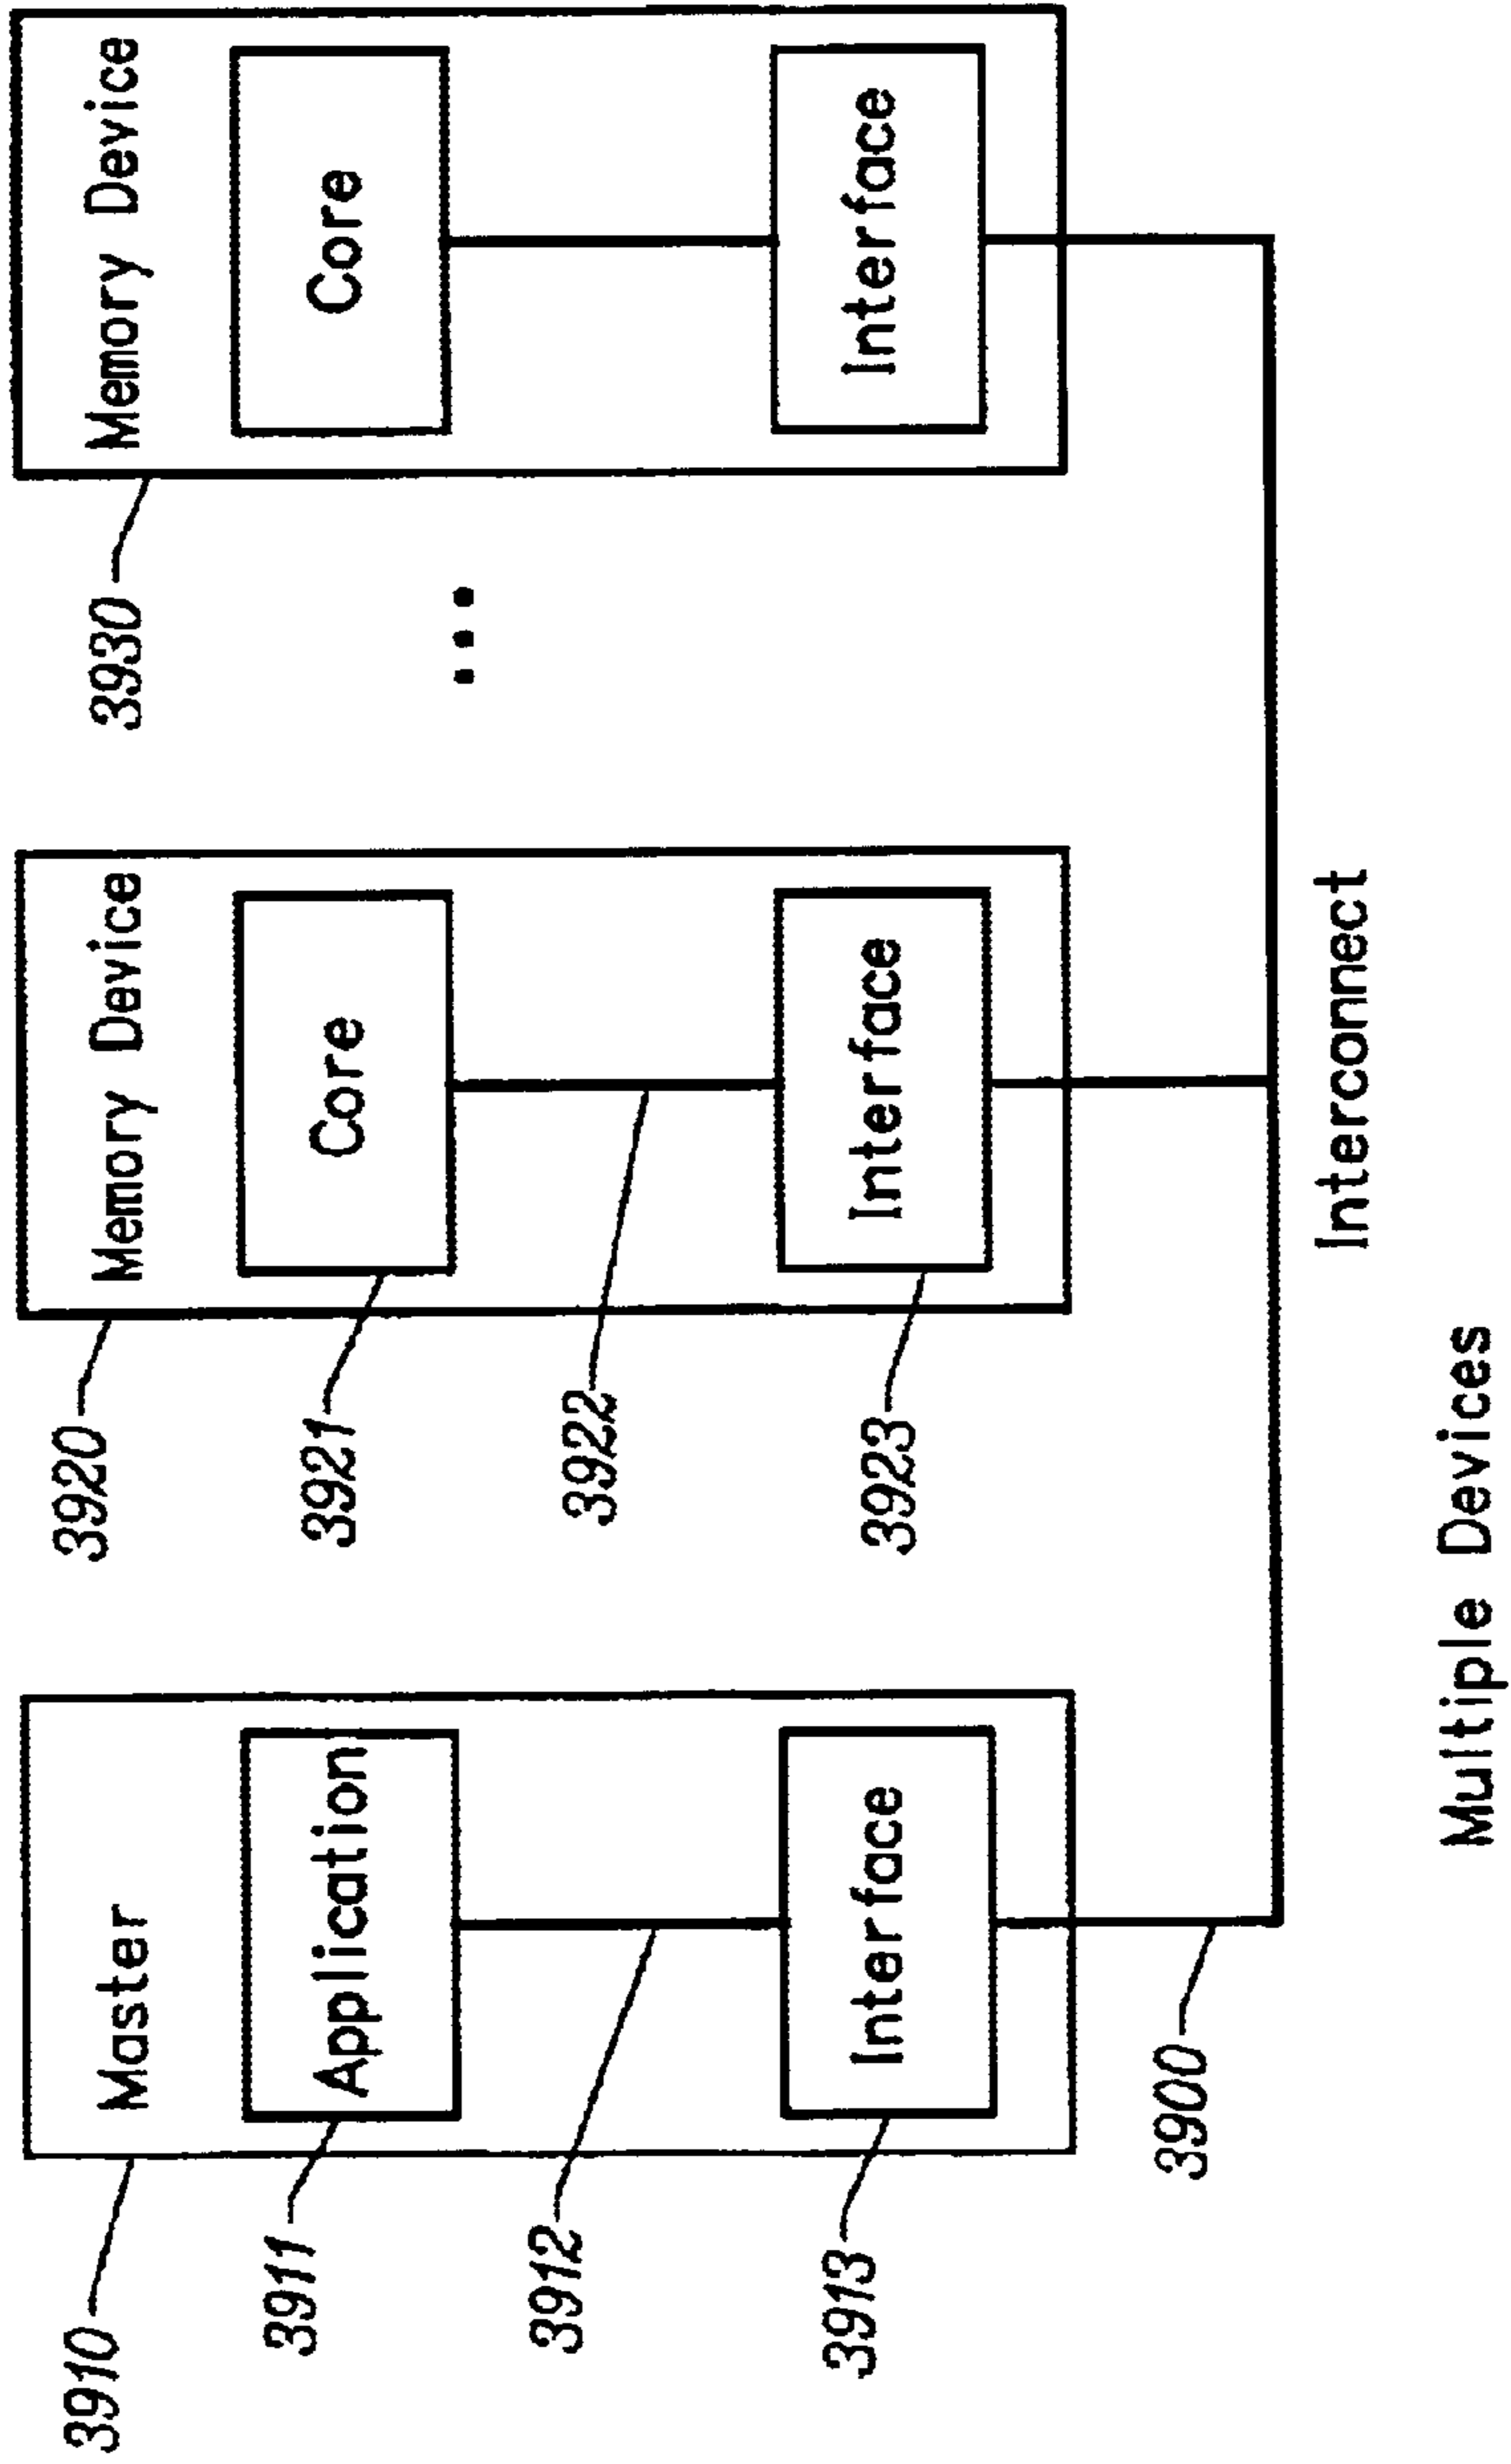 3910
Master
3911
Application
3912
3913
Interface
3900
3920
Memory Device
3921
Core
3922
3923
Interface
3930
Memory Device
Core
...
Interface
Interconnect
Multiple Devices